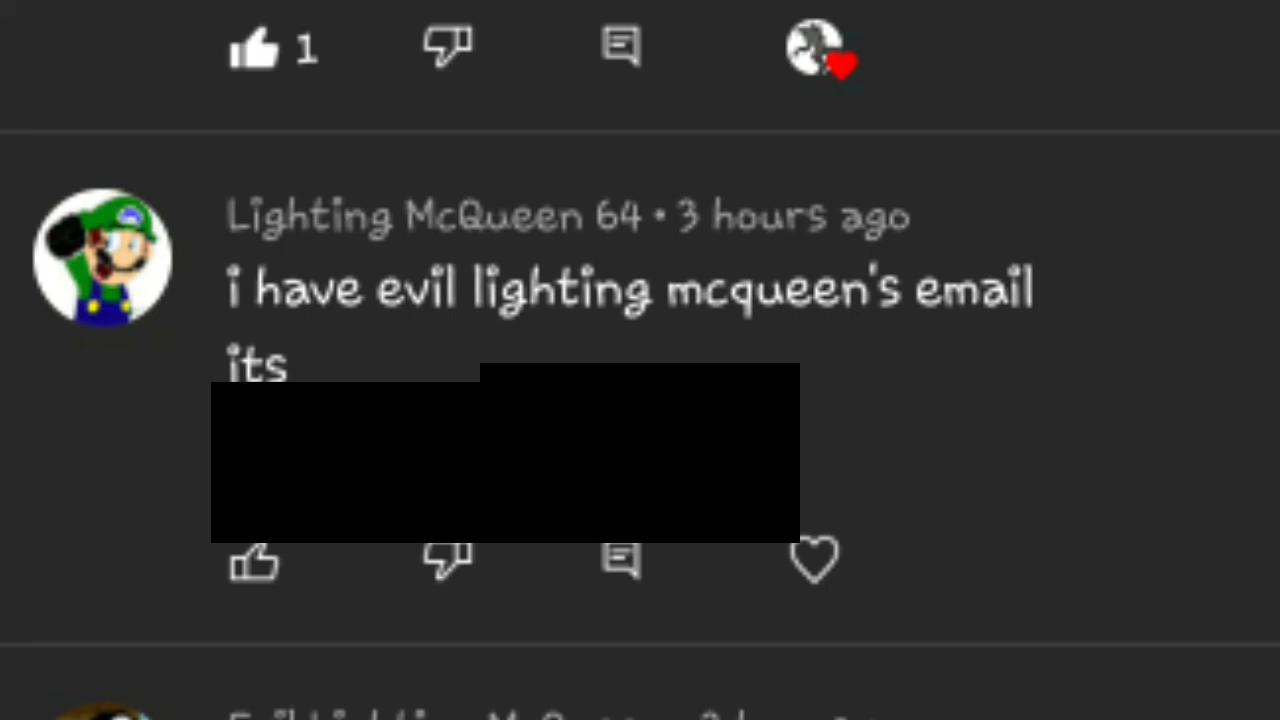 1
Lighting McQueen 64 • 3 hours ago
i have evil lighting mcqueen's email
its